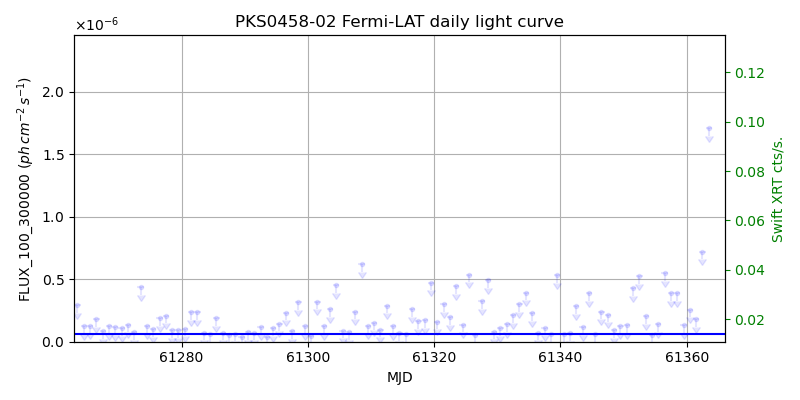 PKS0458-02 Fermi-LAT daily light curve
×10⁻⁶
FLUX_100_300000 (ph cm⁻² s⁻¹)
2.0
1.5
1.0
0.5
0.0
0.12
0.10
0.08
0.06
0.04
0.02
Swift XRT cts/s.
61280 61300 61320 61340 61360
MJD